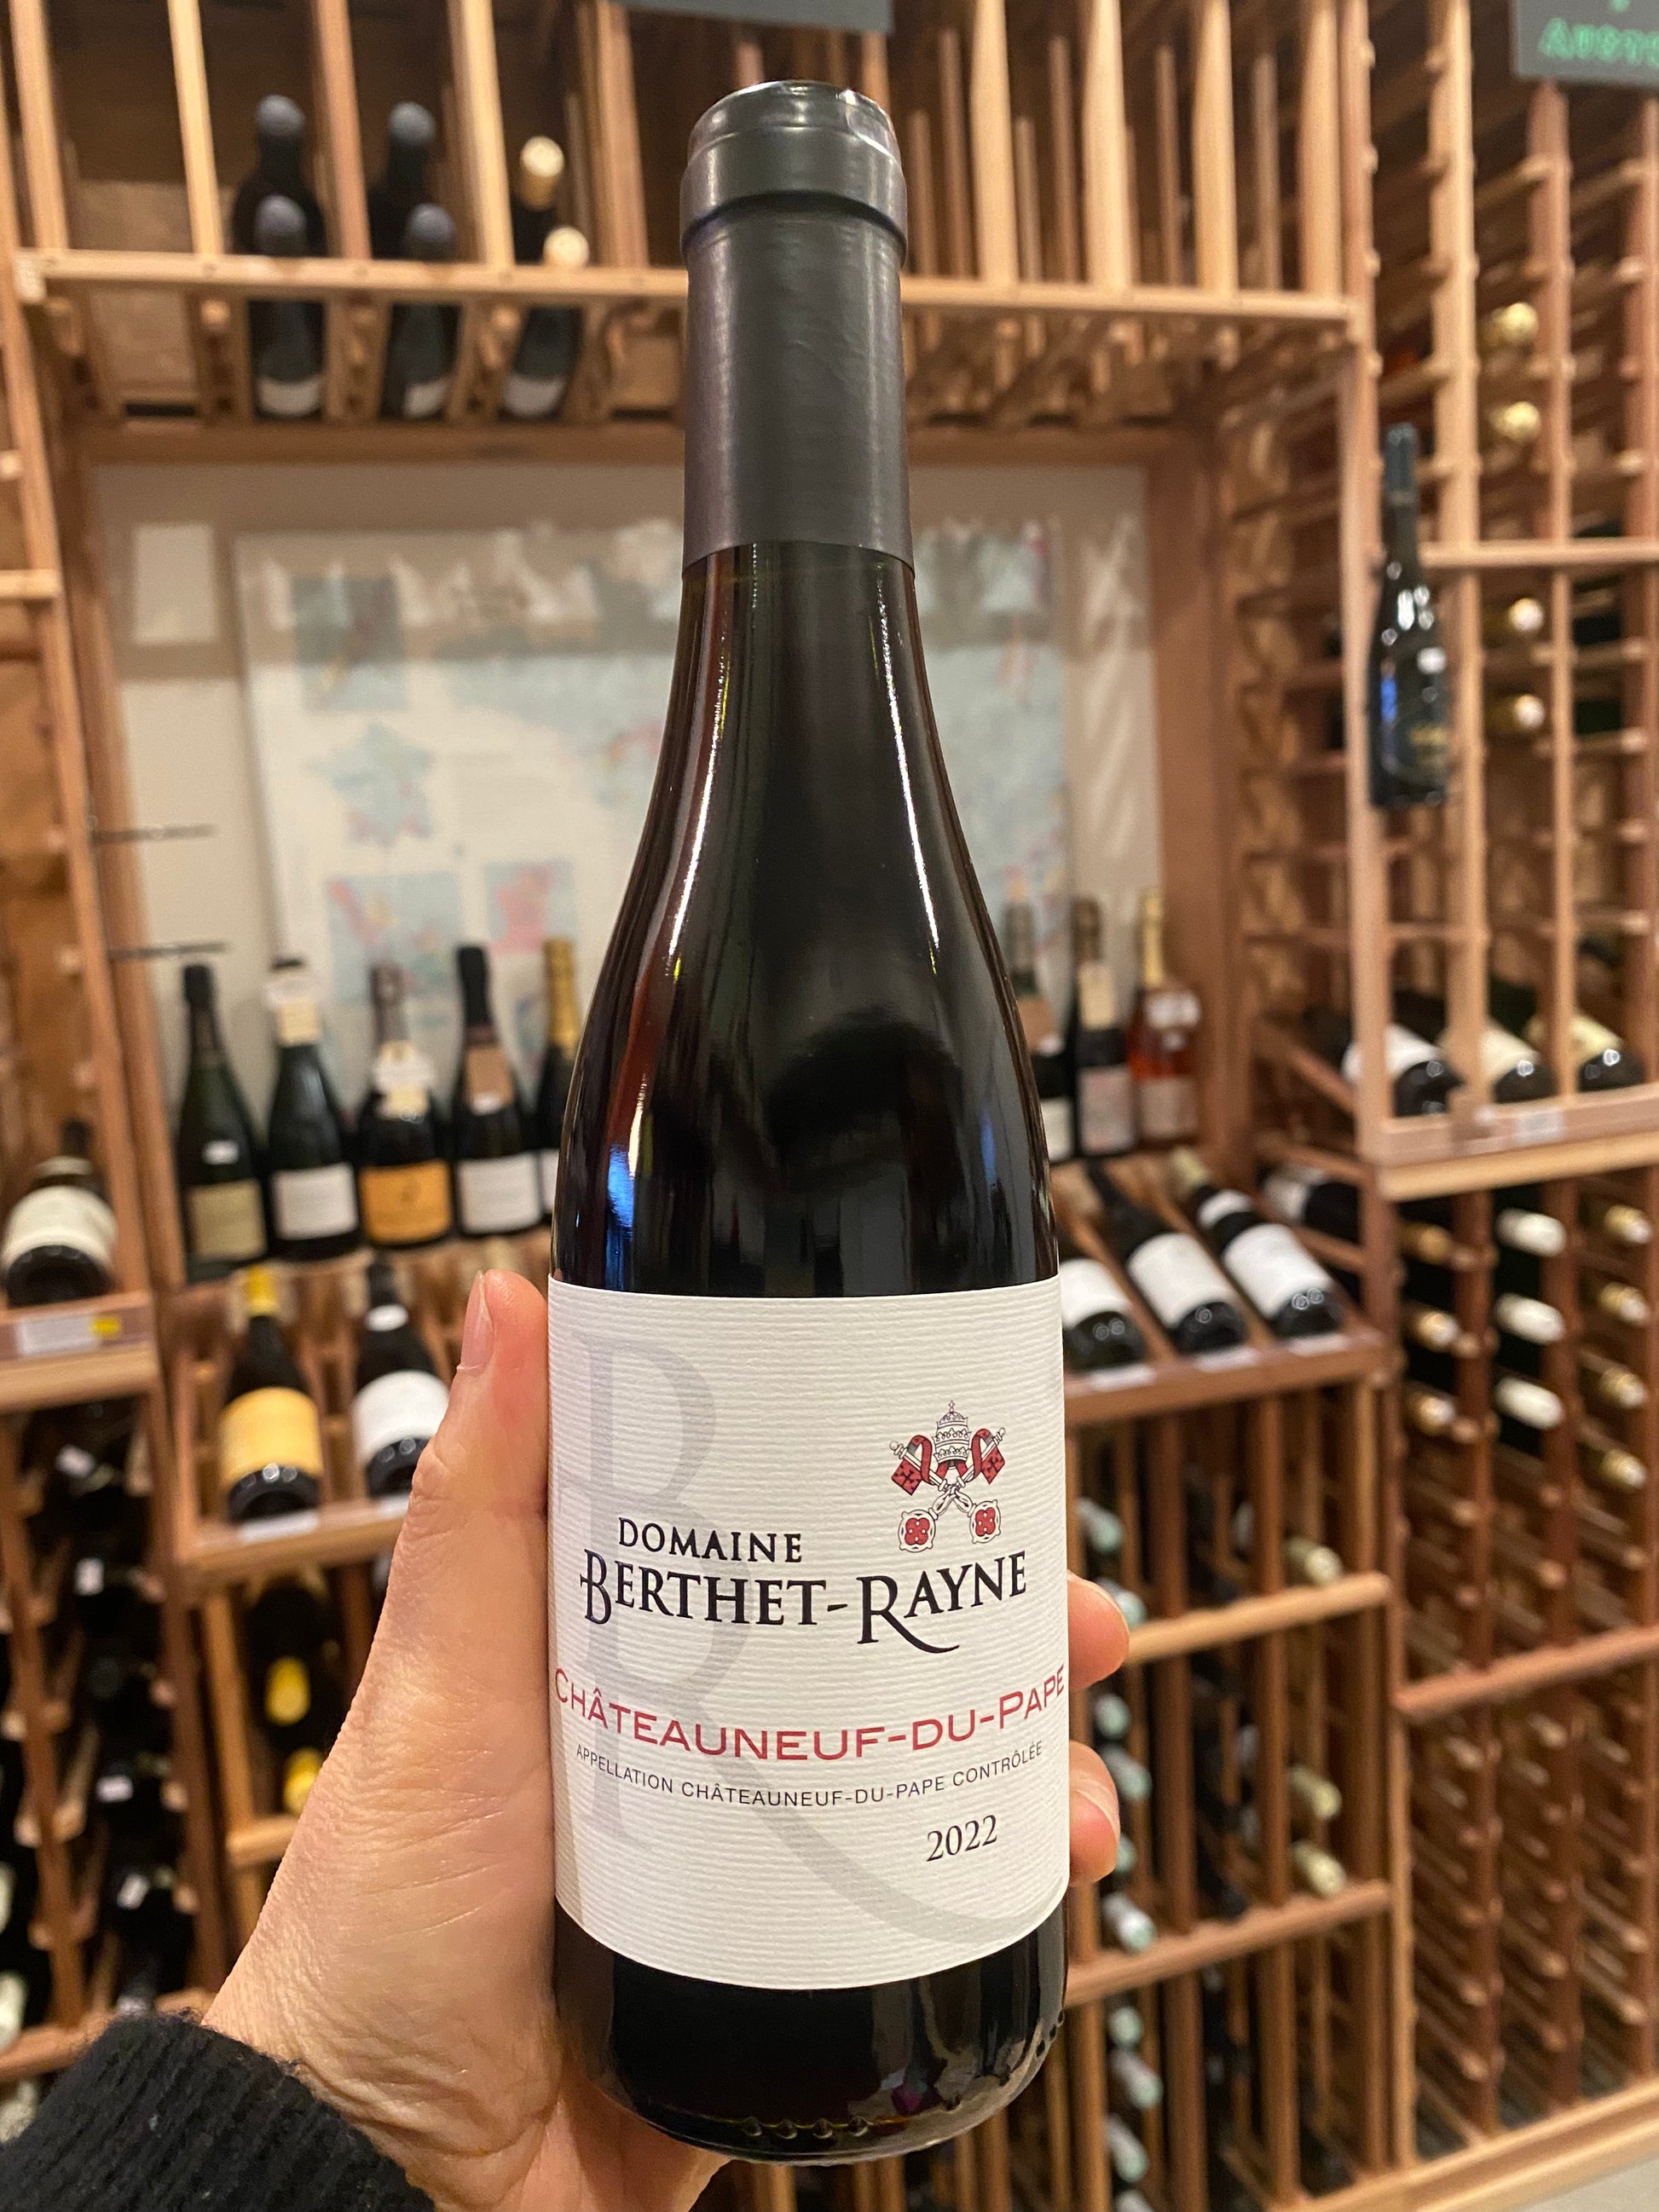 DOMAINE
BERTHET-RAYNE
CHÂTEAUNEUF-DU-PAPE
APPELLATION CHÂTEAUNEUF-DU-PAPE CONTRÔLÉE
2022